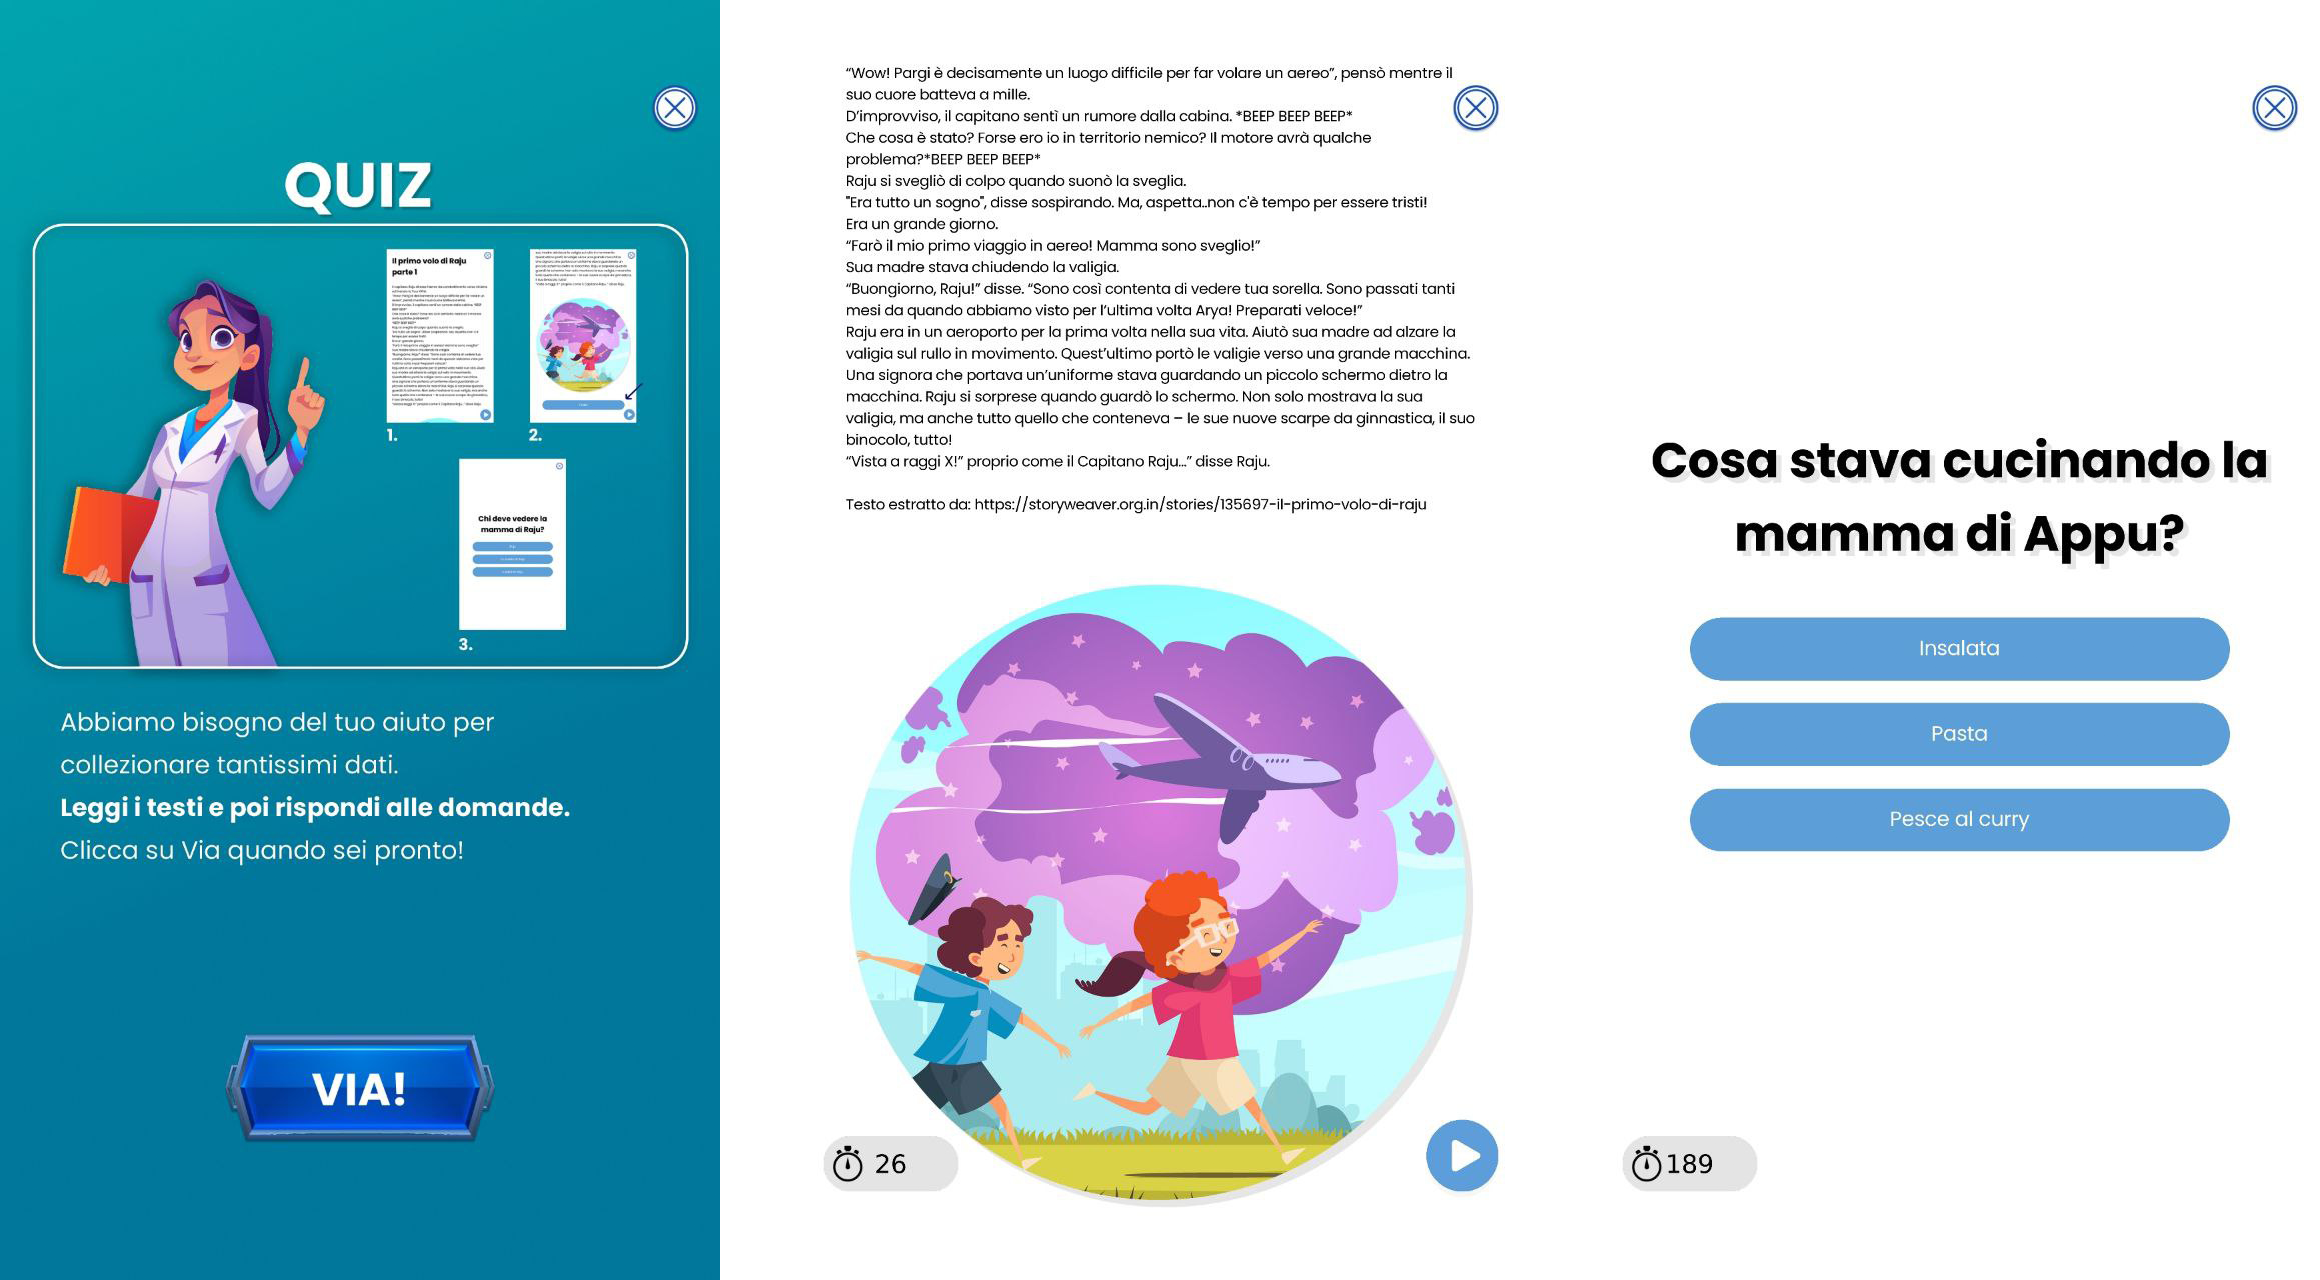 QUIZ
Il primo volo di Raju
parte 1
1.
2.
Chi deve vedere la
mamma di Raju?
3.
Abbiamo bisogno del tuo aiuto per
collezionare tantissimi dati.
Leggi i testi e poi rispondi alle domande.
Clicca su Via quando sei pronto!
VIA!
“Wow! Pargi è decisamente un luogo difficile per far volare un aereo”, pensò mentre il
suo cuore batteva a mille.
D’improvviso, il capitano sentì un rumore dalla cabina. *BEEP BEEP BEEP*
Che cosa è stato? Forse ero io in territorio nemico? Il motore avrà qualche
problema?*BEEP BEEP BEEP*
Raju si svegliò di colpo quando suonò la sveglia.
"Era tutto un sogno", disse sospirando. Ma, aspetta..non c'è tempo per essere tristi!
Era un grande giorno.
“Farò il mio primo viaggio in aereo! Mamma sono sveglio!”
Sua madre stava chiudendo la valigia.
“Buongiorno, Raju!” disse. “Sono così contenta di vedere tua sorella. Sono passati tanti
mesi da quando abbiamo visto per l’ultima volta Arya! Preparati veloce!”
Raju era in un aeroporto per la prima volta nella sua vita. Aiutò sua madre ad alzare la
valigia sul rullo in movimento. Quest’ultimo portò le valigie verso una grande macchina.
Una signora che portava un’uniforme stava guardando un piccolo schermo dietro la
macchina. Raju si sorprese quando guardò lo schermo. Non solo mostrava la sua
valigia, ma anche tutto quello che conteneva – le sue nuove scarpe da ginnastica, il suo
binocolo, tutto!
“Vista a raggi X!” proprio come il Capitano Raju…” disse Raju.
Testo estratto da: https://storyweaver.org.in/stories/135697-il-primo-volo-di-raju
26
Cosa stava cucinando la
mamma di Appu?
Insalata
Pasta
Pesce al curry
189